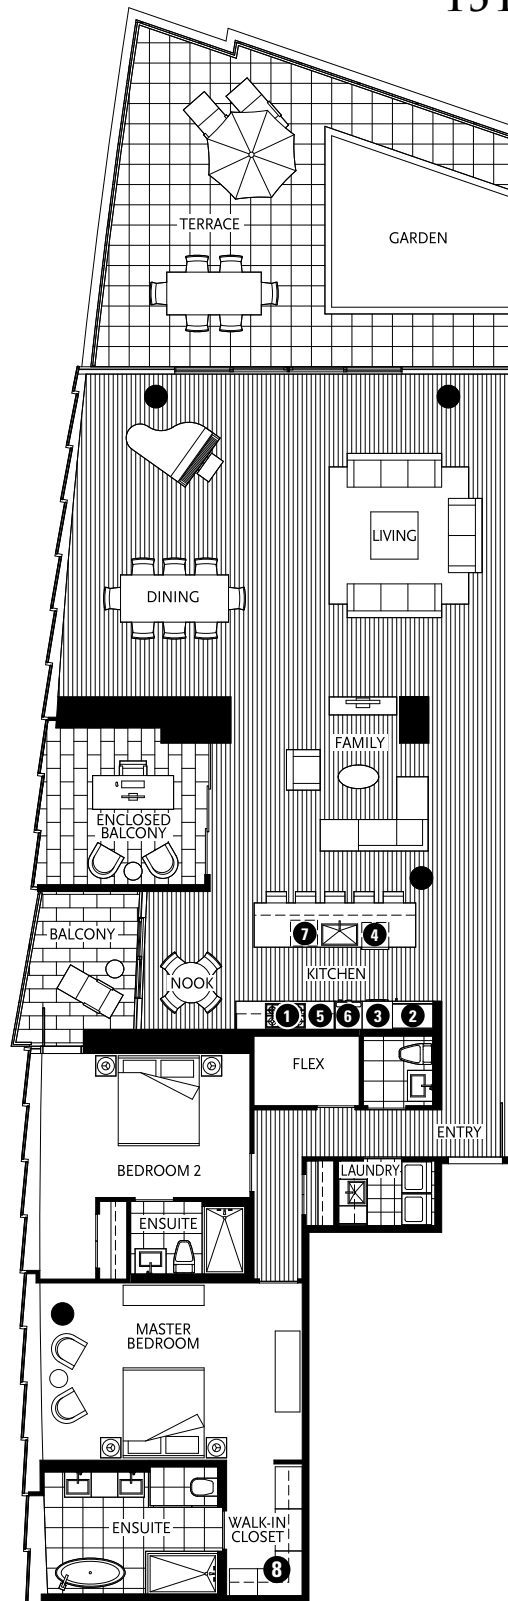 TERRACE
GARDEN
LIVING
DINING
FAMILY
ENCLOSED
BALCONY
BALCONY
7
4
NOOK
KITCHEN
1
5
6
3
2
FLEX
ENTRY
BEDROOM 2
LAUNDRY
ENSUITE
MASTER
BEDROOM
ENSUITE
WALK-IN
CLOSET
8